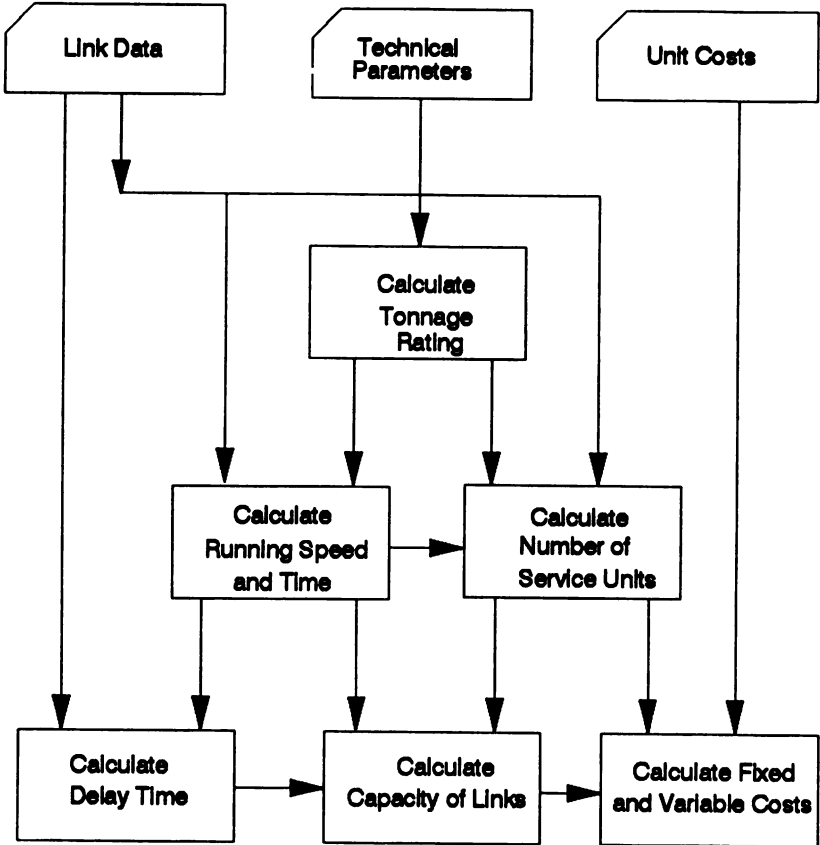 Link Data
Technical
Parameters
Unit Costs
Calculate
Tonnage
Rating
Calculate
Running Speed
and Time
Calculate
Number of
Service Units
Calculate
Delay Time
Calculate
Capacity of Links
Calculate Fixed
and Variable Costs